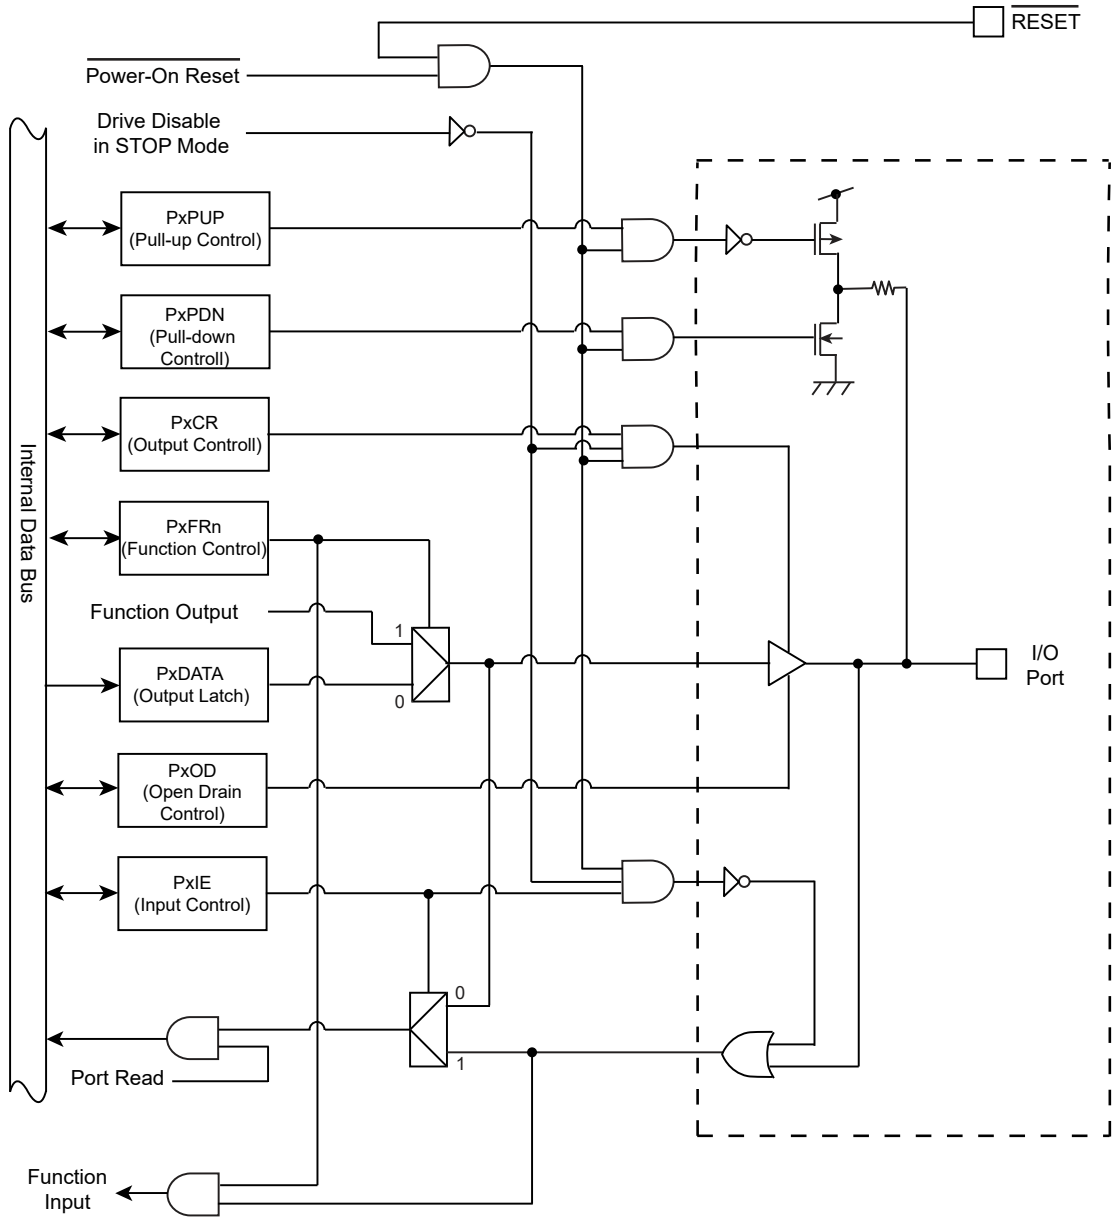 RESET
Power-On Reset
Drive Disable
in STOP Mode
PxPUP
(Pull-up Control)
PxPDN
(Pull-down
Controll)
PxCR
(Output Controll)
Internal Data Bus
PxFRn
(Function Control)
Function Output
1
0
PxDATA
(Output Latch)
I/O
Port
PxOD
(Open Drain
Control)
PxIE
(Input Control)
0
1
Port Read
Function
Input